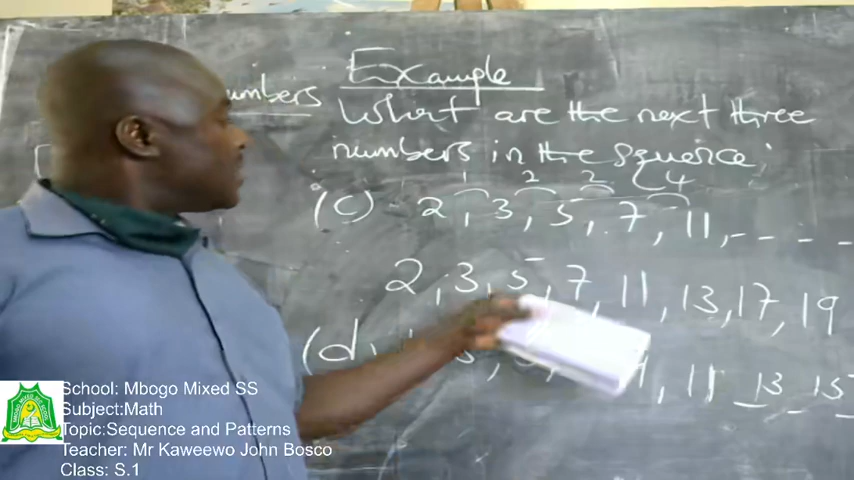 Example
umbers
What are the next three
numbers in the squence
1 2 2 4
(c) 2, 3, 5, 7, 11, - - - -
2, 3, 5, 7, 11, 13, 17, 19
(d) 11, 13, 15
School: Mbogo Mixed SS
Subject:Math
Topic:Sequence and Patterns
Teacher: Mr Kaweewo John Bosco
Class: S.1